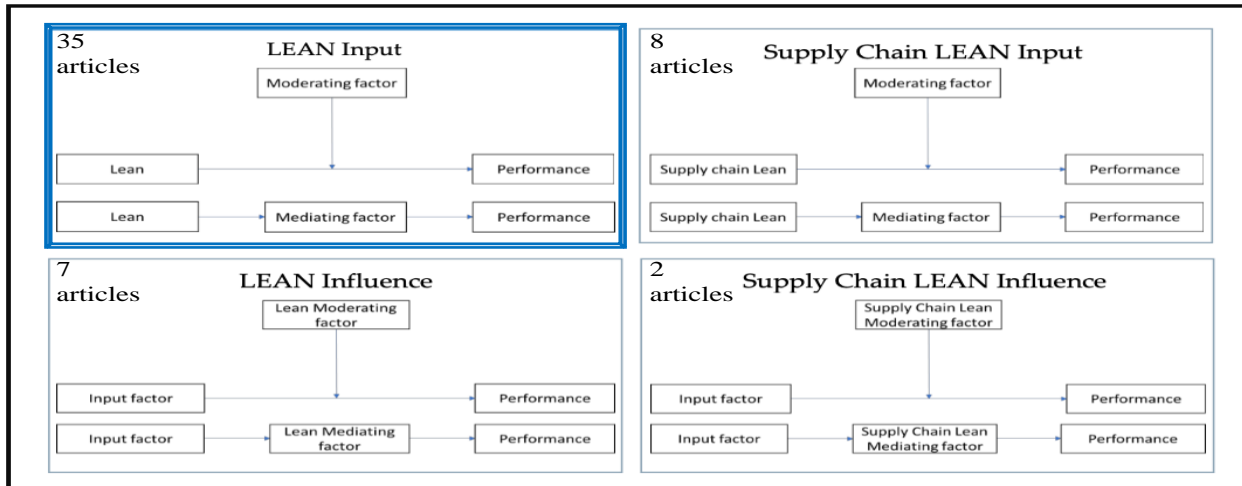 35
articles
LEAN Input
Moderating factor
Lean
Performance
Lean
Mediating factor
Performance
8
articles
Supply Chain LEAN Input
Moderating factor
Supply chain Lean
Performance
Supply chain Lean
Mediating factor
Performance
7
articles
LEAN Influence
Lean Moderating
factor
Input factor
Performance
Input factor
Lean Mediating
factor
Performance
2
articles
Supply Chain LEAN Influence
Supply Chain Lean
Moderating factor
Input factor
Performance
Input factor
Supply Chain Lean
Mediating factor
Performance